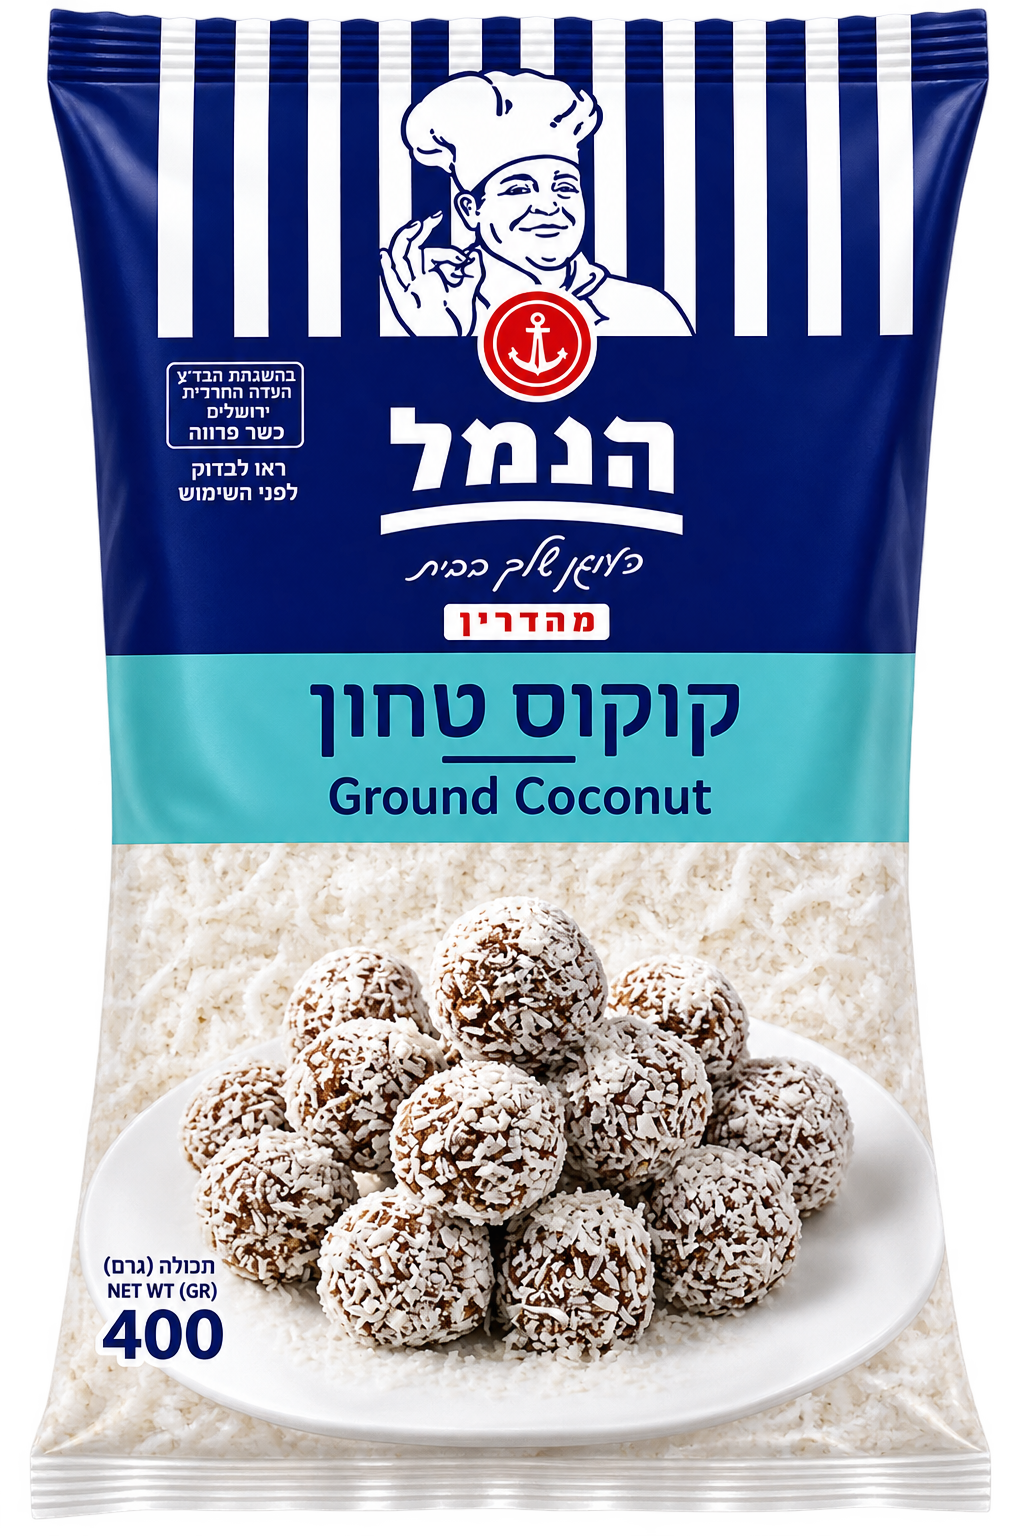 בהשגחת הבד״ץ
העדה החרדית
ירושלים
כשר פרווה
ראו לבדוק
לפני השימוש
הנמל
העוגן שלך בבית
מהדרין
קוקוס טחון
Ground Coconut
תכולה (גרם)
NET WT (GR)
400